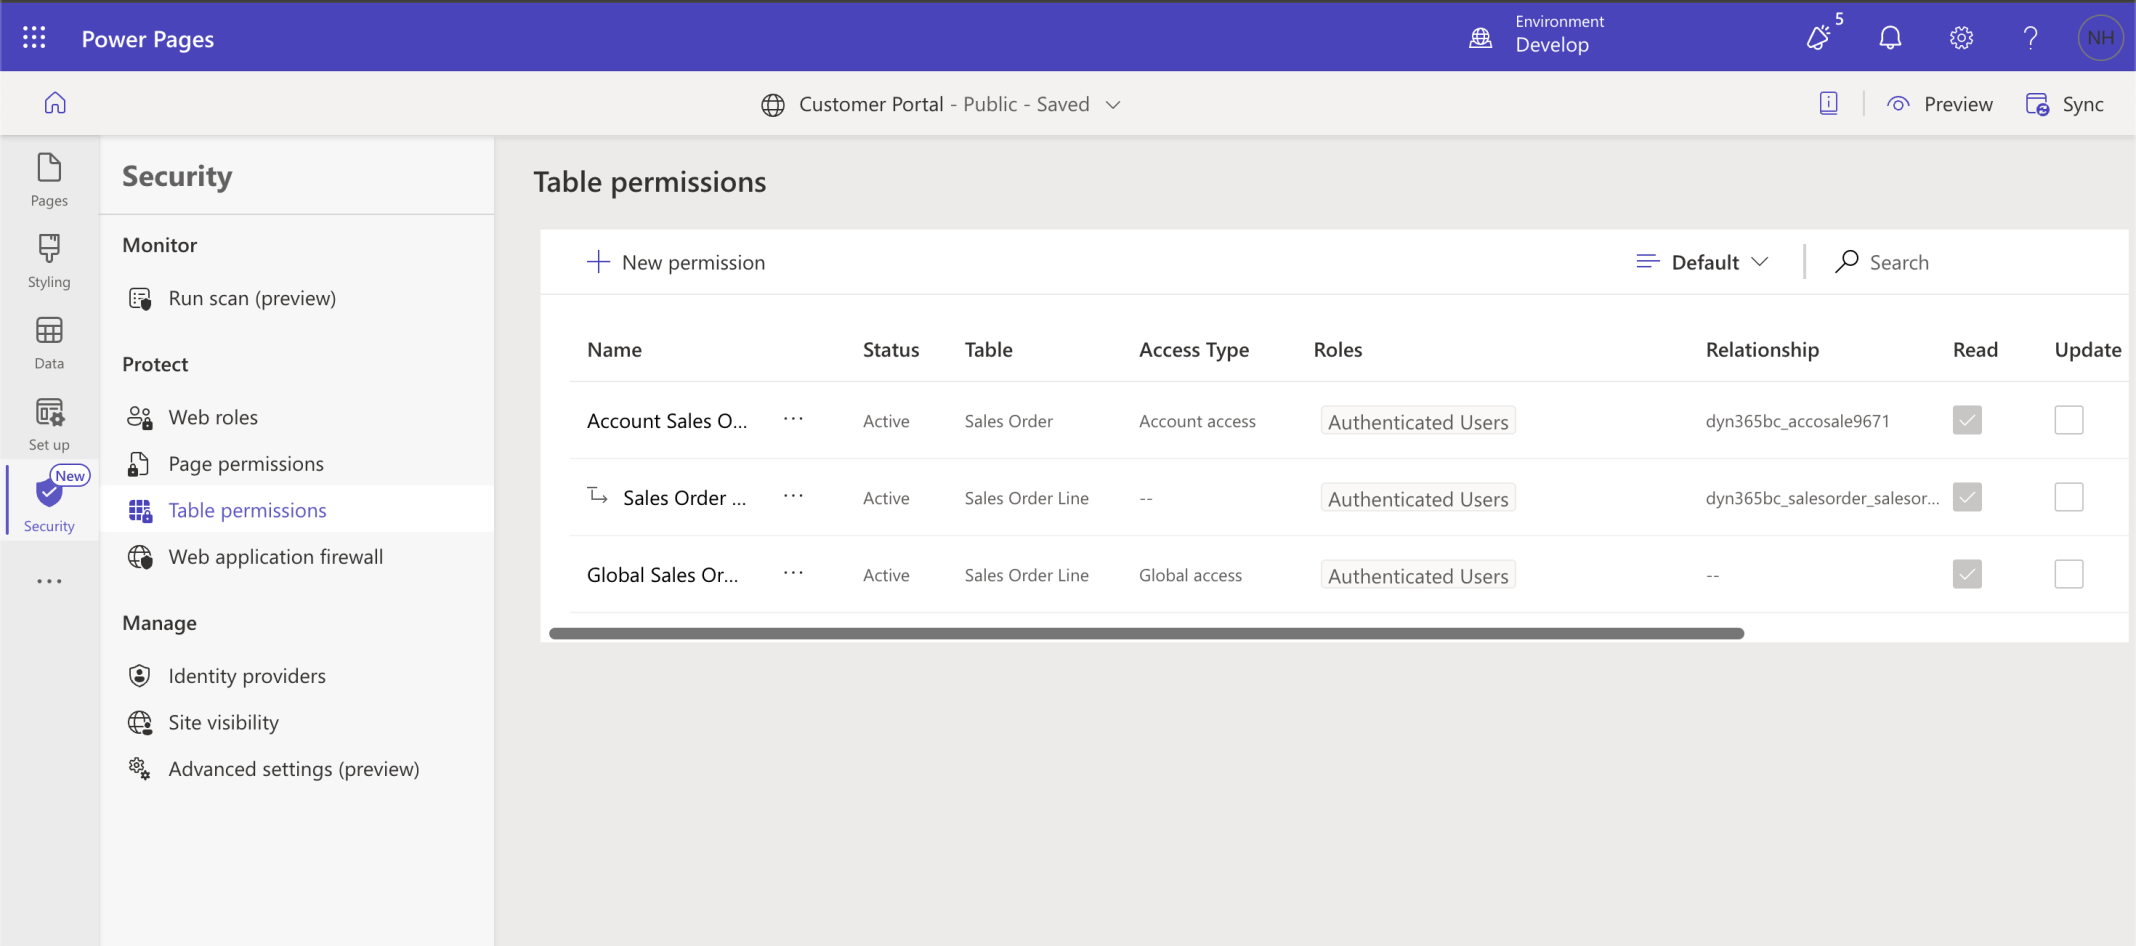 Power Pages
Environment
Develop
5
NH
Customer Portal - Public - Saved
Preview
Sync
Pages
Styling
Data
Set up
New
Security
Security
Monitor
Run scan (preview)
Protect
Web roles
Page permissions
Table permissions
Web application firewall
Manage
Identity providers
Site visibility
Advanced settings (preview)
Table permissions
New permission
Default
Search
Name Status Table Access Type Roles Relationship Read Update
Account Sales O... ... Active Sales Order Account access Authenticated Users dyn365bc_accosale9671
Sales Order ... ... Active Sales Order Line -- Authenticated Users dyn365bc_salesorder_salesor...
Global Sales Or... ... Active Sales Order Line Global access Authenticated Users --